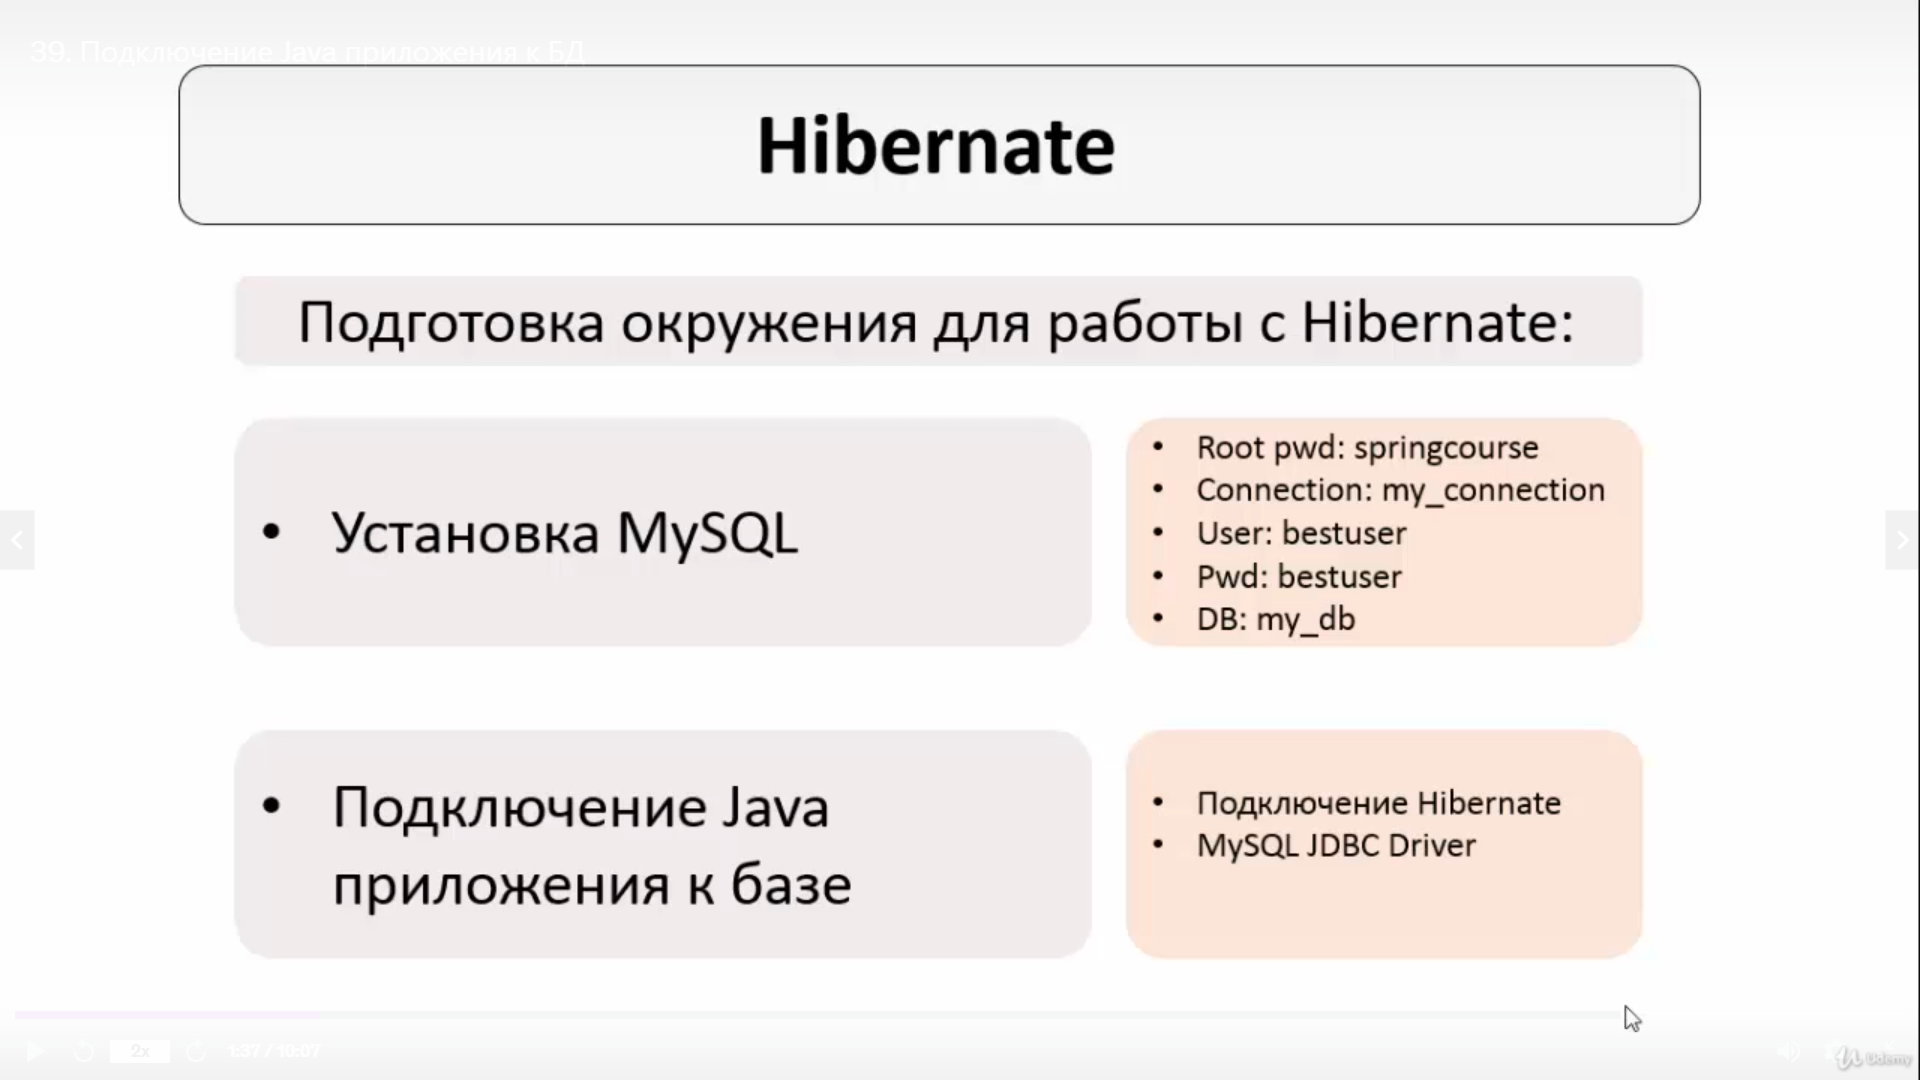 39. Подключение Java приложения к БД
Hibernate
Подготовка окружения для работы с Hibernate:
• Установка MySQL
• Root pwd: springcourse
• Connection: my_connection
• User: bestuser
• Pwd: bestuser
• DB: my_db
• Подключение Java
приложения к базе
• Подключение Hibernate
• MySQL JDBC Driver
2x
1:37 / 10:07
Udemy